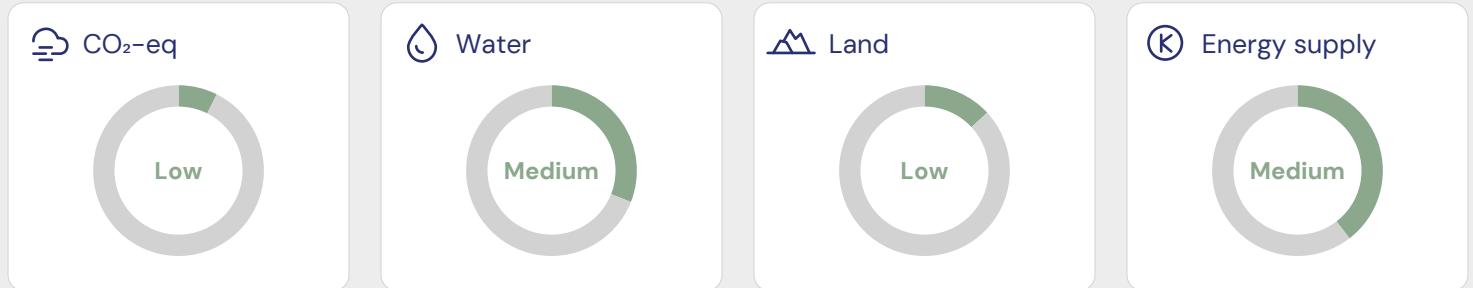 CO₂-eq
Low
Water
Medium
Land
Low
Energy supply
Medium